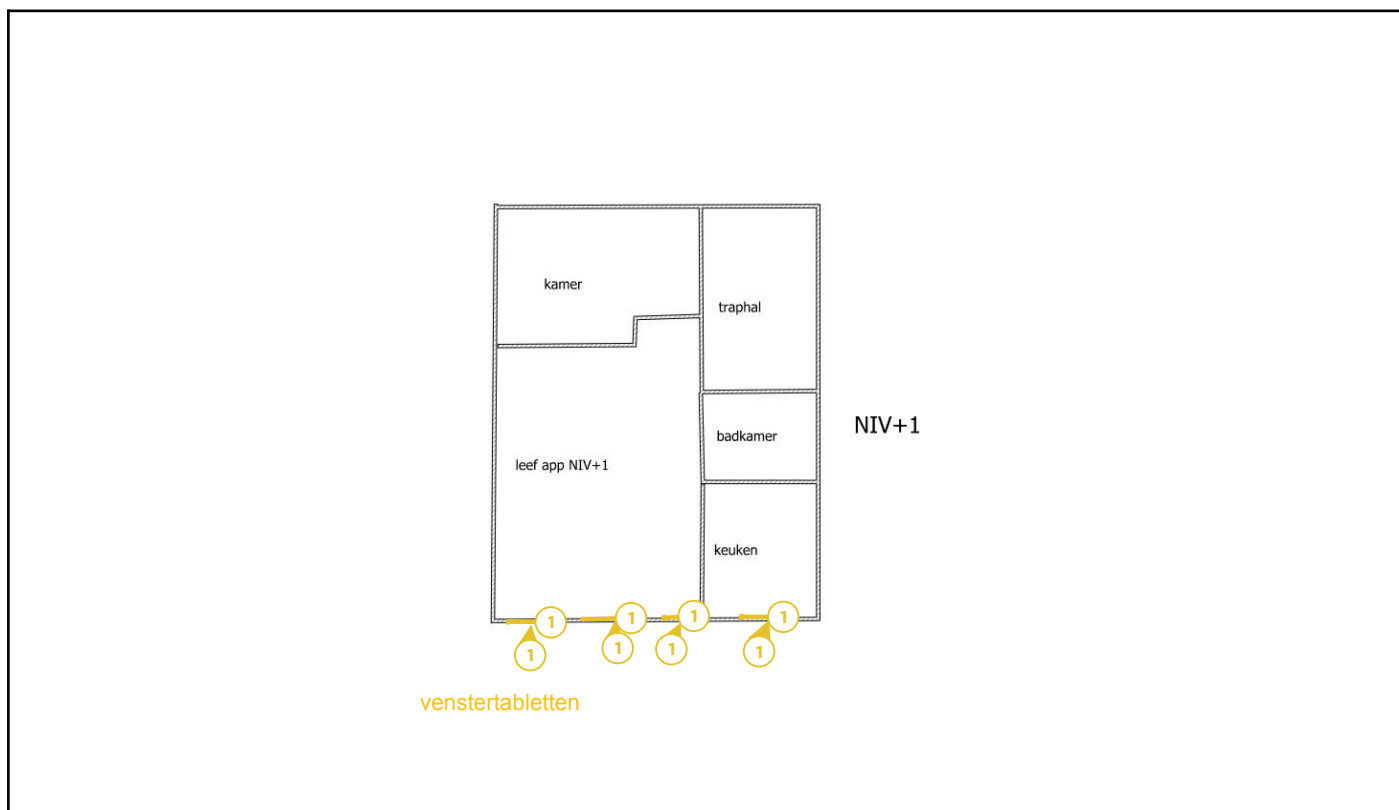 kamer
traphal
NIV+1
badkamer
leef app NIV+1
keuken
1 1 1 1
1 1 1 1
venstertabletten